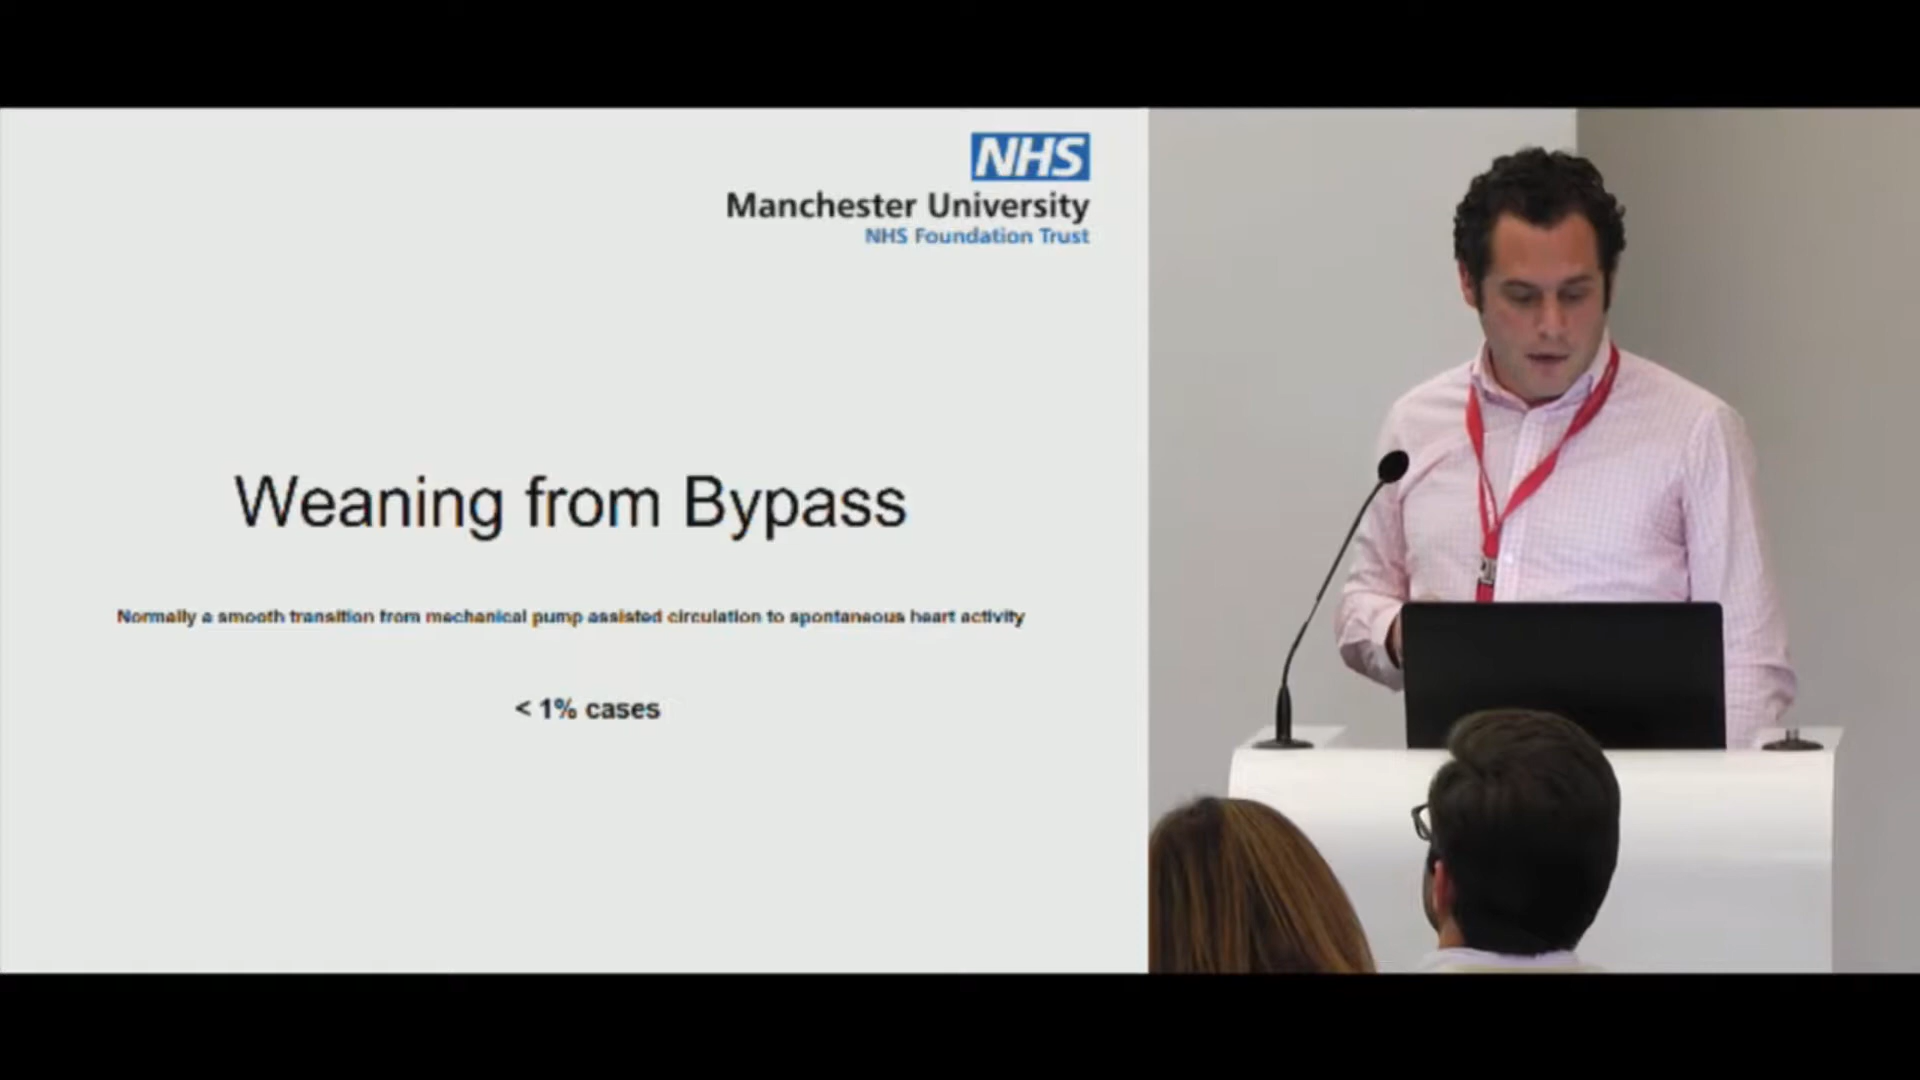 NHS
Manchester University
NHS Foundation Trust
Weaning from Bypass
Normally a smooth transition from mechanical pump assisted circulation to spontaneous heart activity
< 1% cases